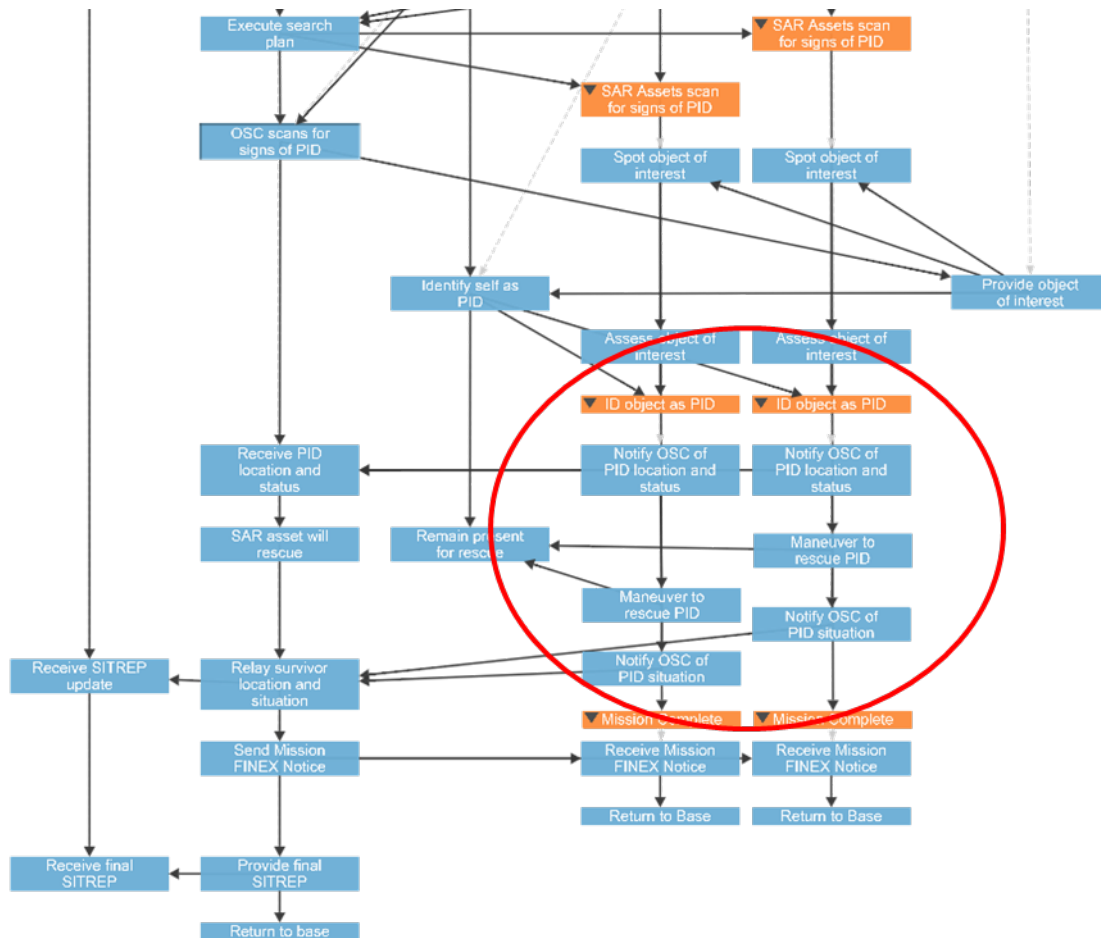 Execute search
plan
SAR Assets scan
for signs of PID
SAR Assets scan
for signs of PID
OSC scans for
signs of PID
Spot object of
interest
Spot object of
interest
Identify self as
PID
Provide object
of interest
Assess object of
interest
Assess object of
interest
ID object as PID
ID object as PID
Receive PID
location and
status
Notify OSC of
PID location and
status
Notify OSC of
PID location and
status
SAR asset will
rescue
Remain present
for rescue
Maneuver to
rescue PID
Maneuver to
rescue PID
Notify OSC of
PID situation
Receive SITREP
update
Relay survivor
location and
situation
Notify OSC of
PID situation
Mission Complete
Mission Complete
Send Mission
FINEX Notice
Receive Mission
FINEX Notice
Receive Mission
FINEX Notice
Return to Base
Return to Base
Receive final
SITREP
Provide final
SITREP
Return to base